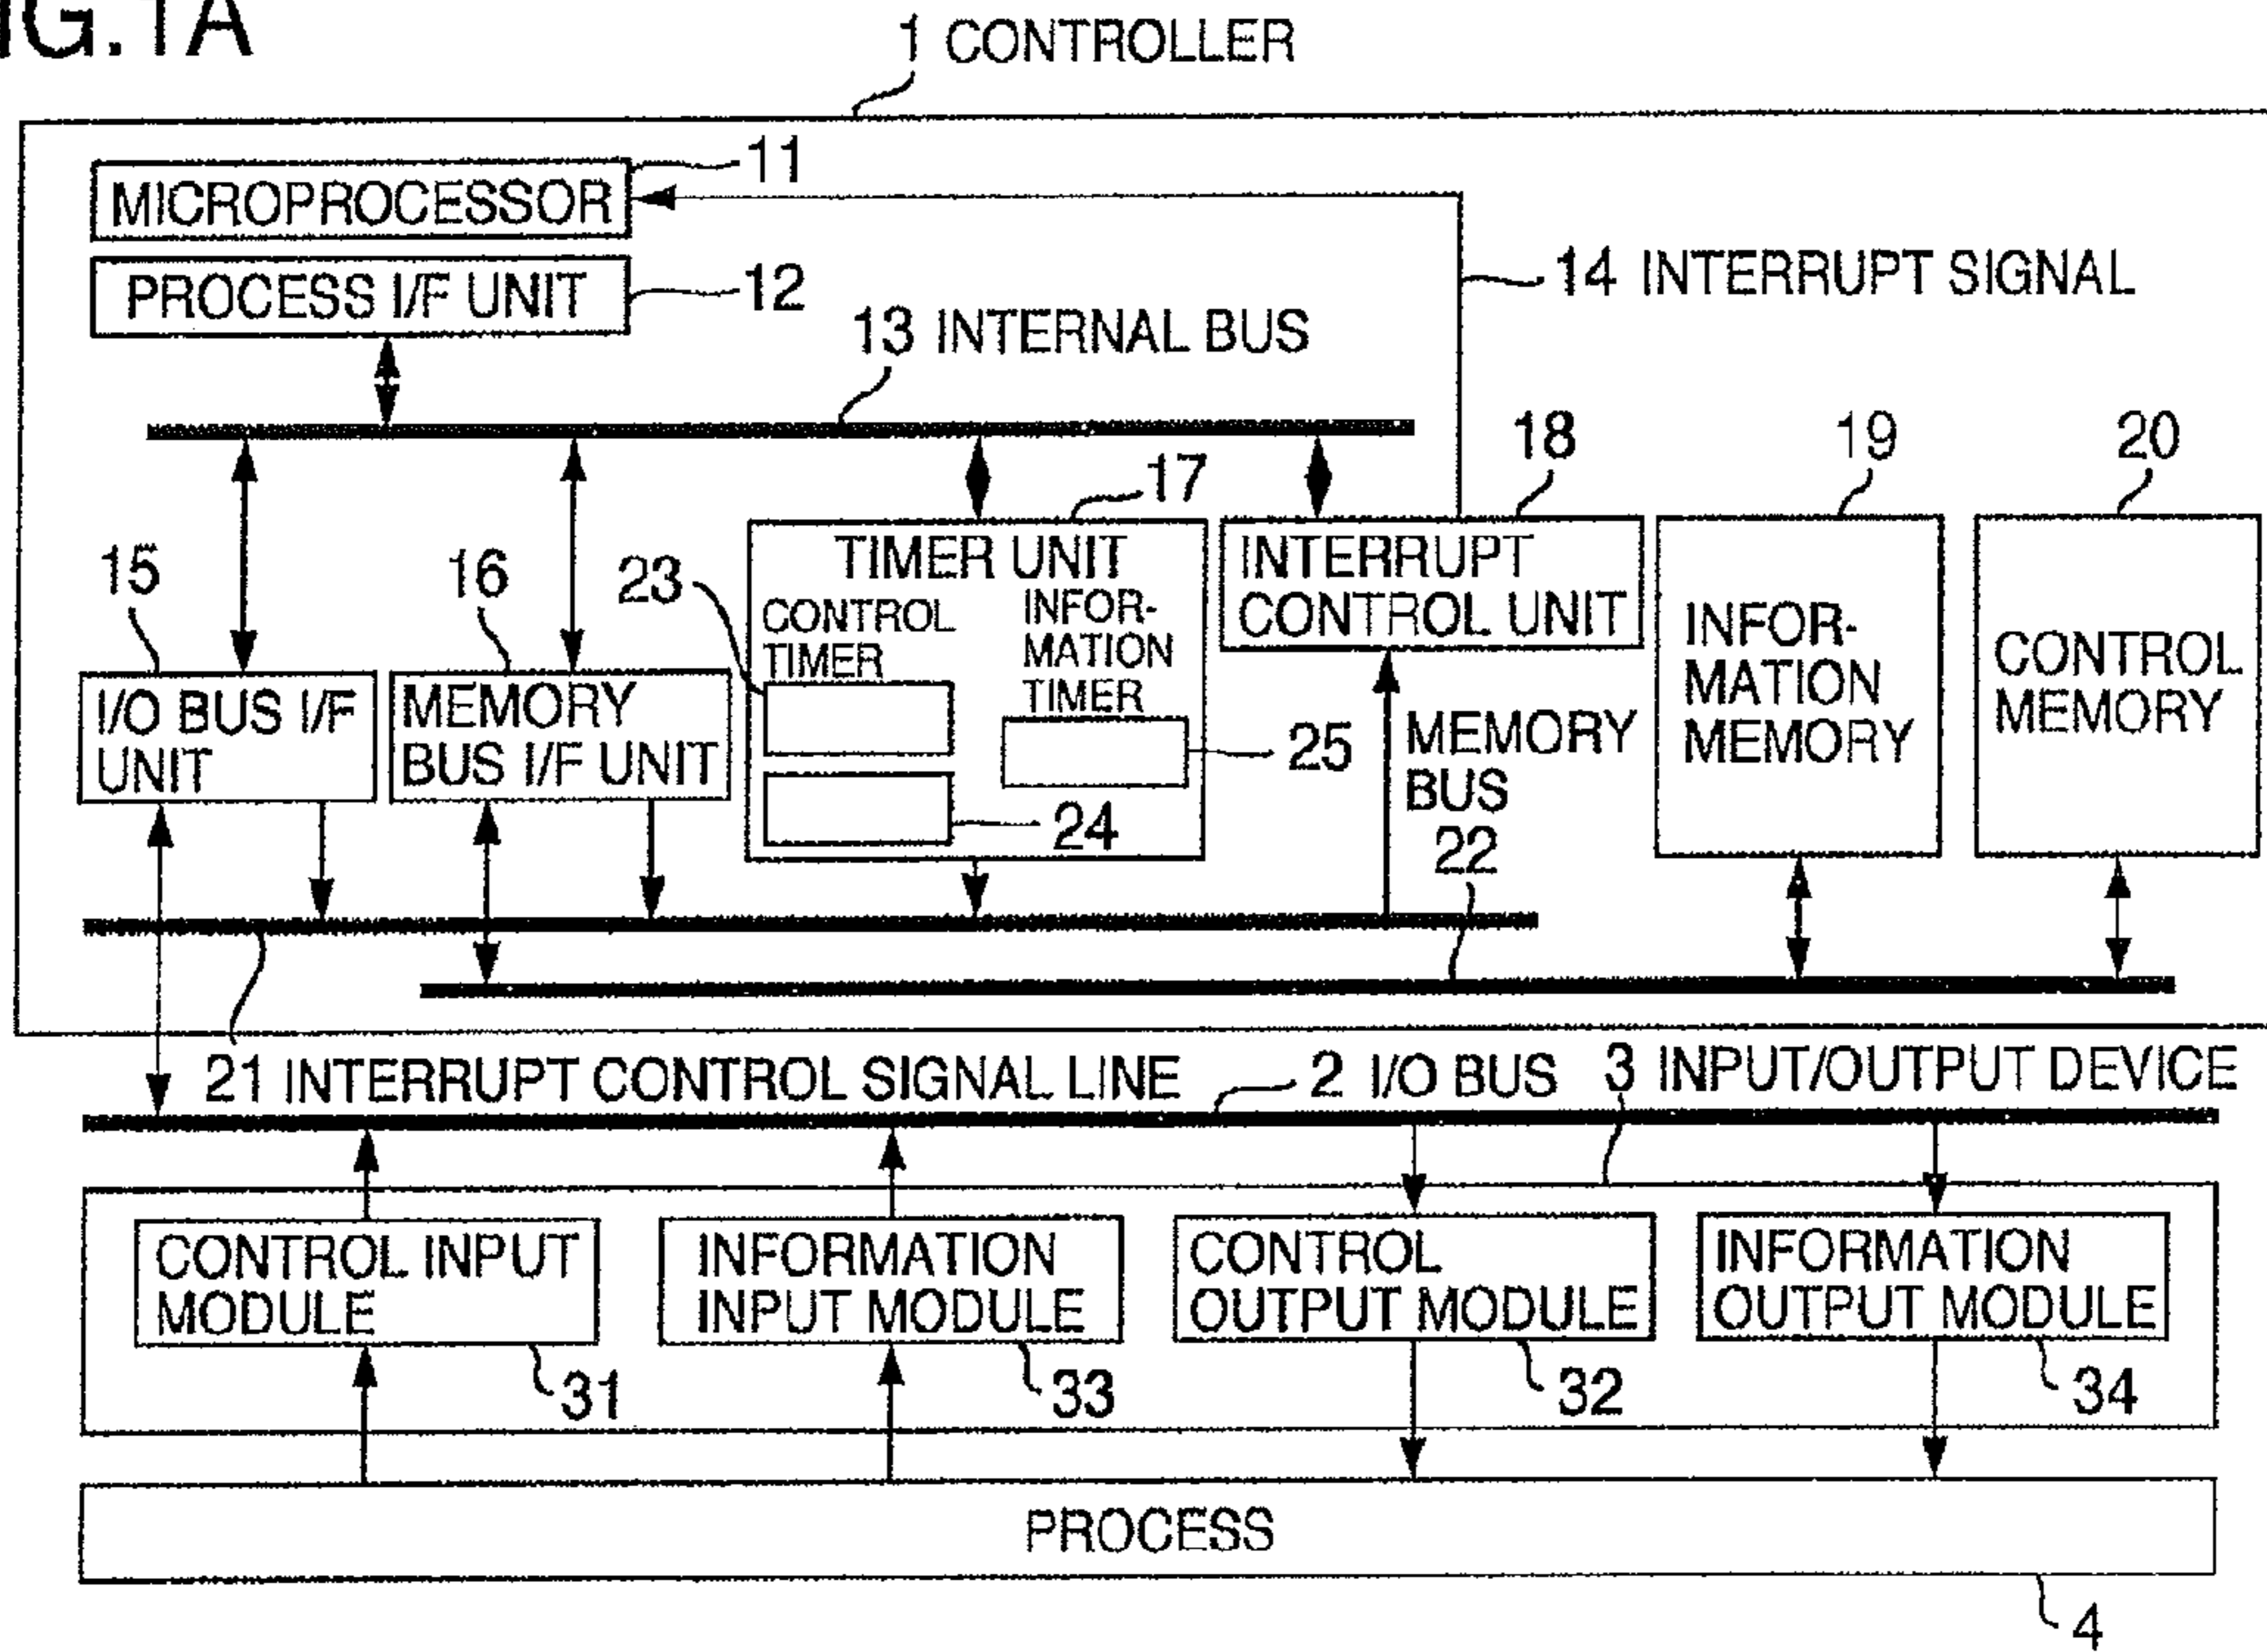 IG.1A
1 CONTROLLER
MICROPROCESSOR
11
PROCESS I/F UNIT
12
14 INTERRUPT SIGNAL
13 INTERNAL BUS
15
I/O BUS I/F
UNIT
16
MEMORY
BUS I/F UNIT
17
TIMER UNIT
23
CONTROL
TIMER
INFOR-
MATION
TIMER
25
24
18
INTERRUPT
CONTROL UNIT
19
INFOR-
MATION
MEMORY
20
CONTROL
MEMORY
MEMORY
BUS
22
21 INTERRUPT CONTROL SIGNAL LINE
2 I/O BUS
3 INPUT/OUTPUT DEVICE
CONTROL INPUT
MODULE
31
INFORMATION
INPUT MODULE
33
CONTROL
OUTPUT MODULE
32
INFORMATION
OUTPUT MODULE
34
PROCESS
4